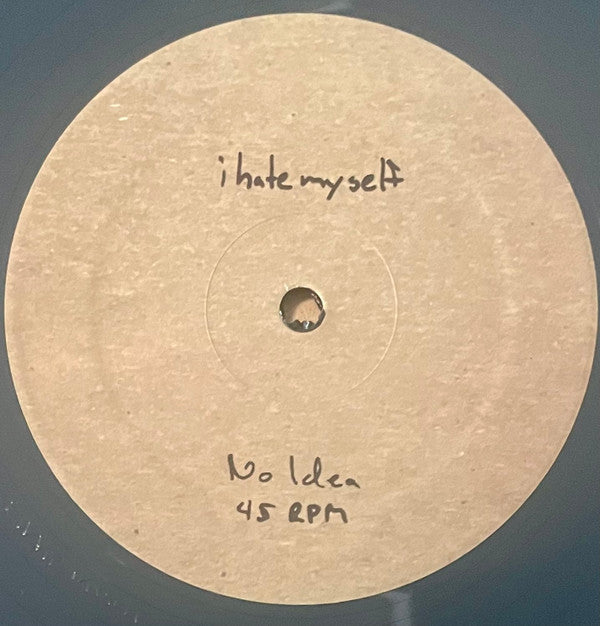 i hate myself
No Idea
45 RPM